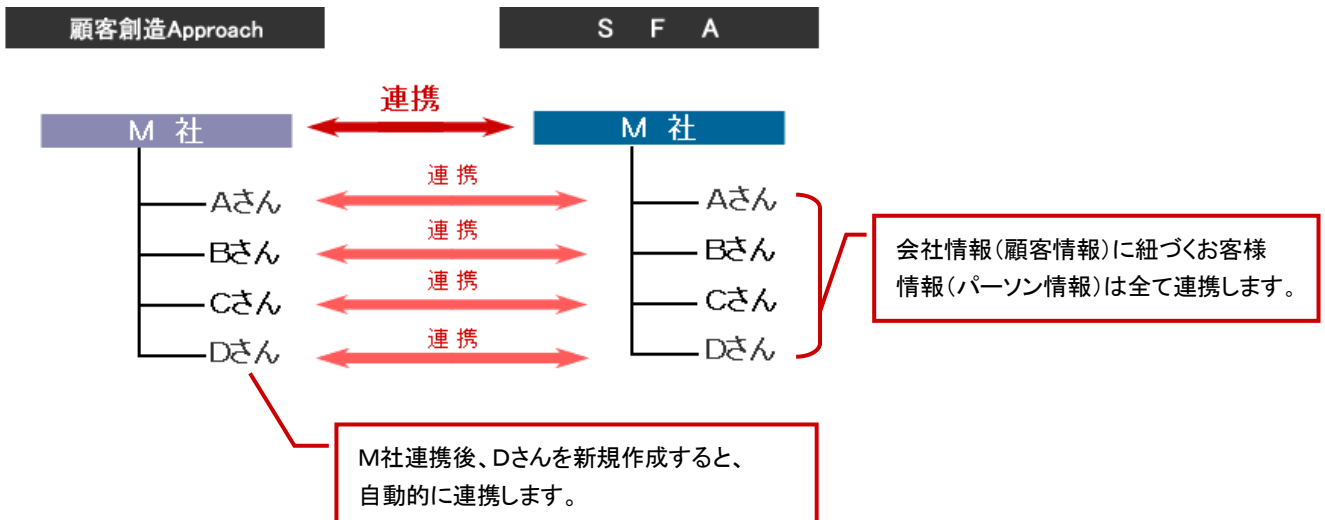 顧客創造Approach
S F A
連携
M 社
M 社
連 携
Aさん
Aさん
連 携
Bさん
Bさん
連 携
Cさん
Cさん
連 携
Dさん
Dさん
会社情報（顧客情報）に紐づくお客様
情報（パーソン情報）は全て連携します。
M社連携後、Dさんを新規作成すると、
自動的に連携します。